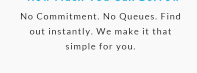 No Commitment. No Queues. Find
out instantly. We make it that
simple for you.